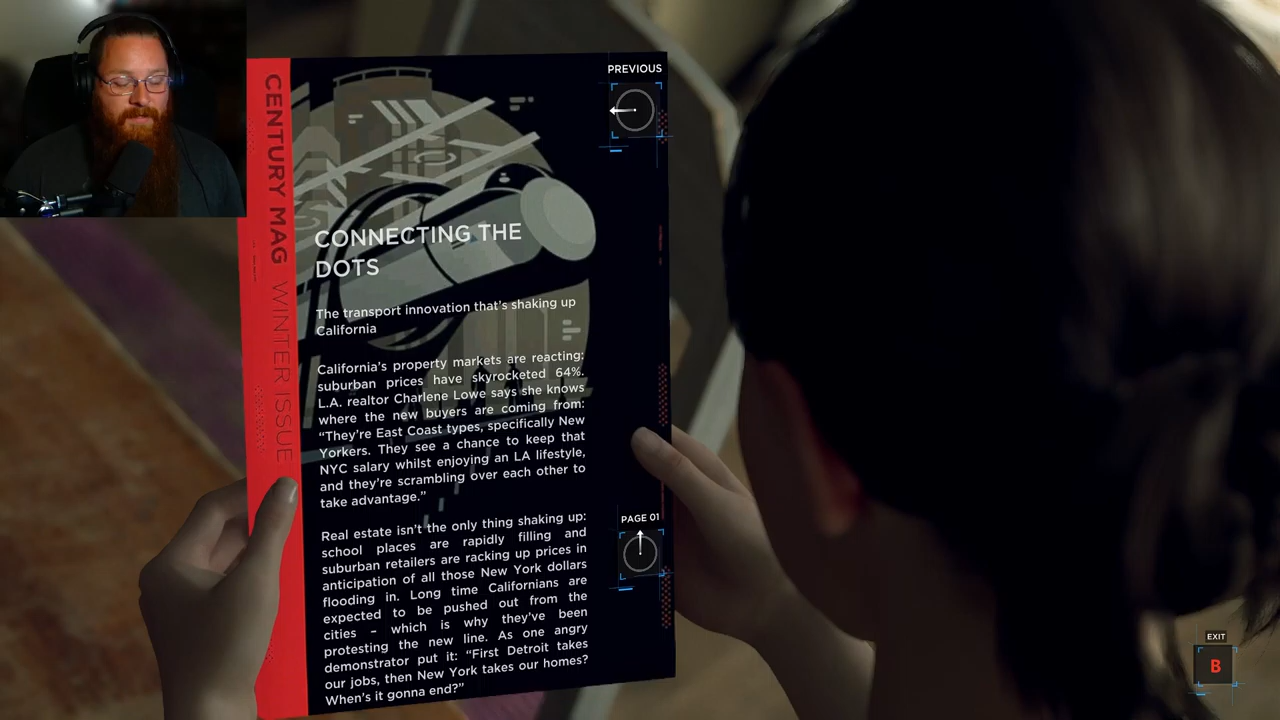 CENTURY MAG WINTER ISSUE
PREVIOUS
CONNECTING THE
DOTS
The transport innovation that's shaking up
California
California's property markets are reacting:
suburban prices have skyrocketed 64%.
L.A. realtor Charlene Lowe says she knows
where the new buyers are coming from:
"They're East Coast types, specifically New
Yorkers. They see a chance to keep that
NYC salary whilst enjoying an LA lifestyle,
and they're scrambling over each other to
take advantage."
Real estate isn't the only thing shaking up:
school places are rapidly filling and
suburban retailers are racking up prices in
anticipation of all those New York dollars
flooding in. Long time Californians are
expected to be pushed out from the
cities – which is why they've been
protesting the new line. As one angry
demonstrator put it: "First Detroit takes
our jobs, then New York takes our homes?
When's it gonna end?"
PAGE 01
EXIT
B